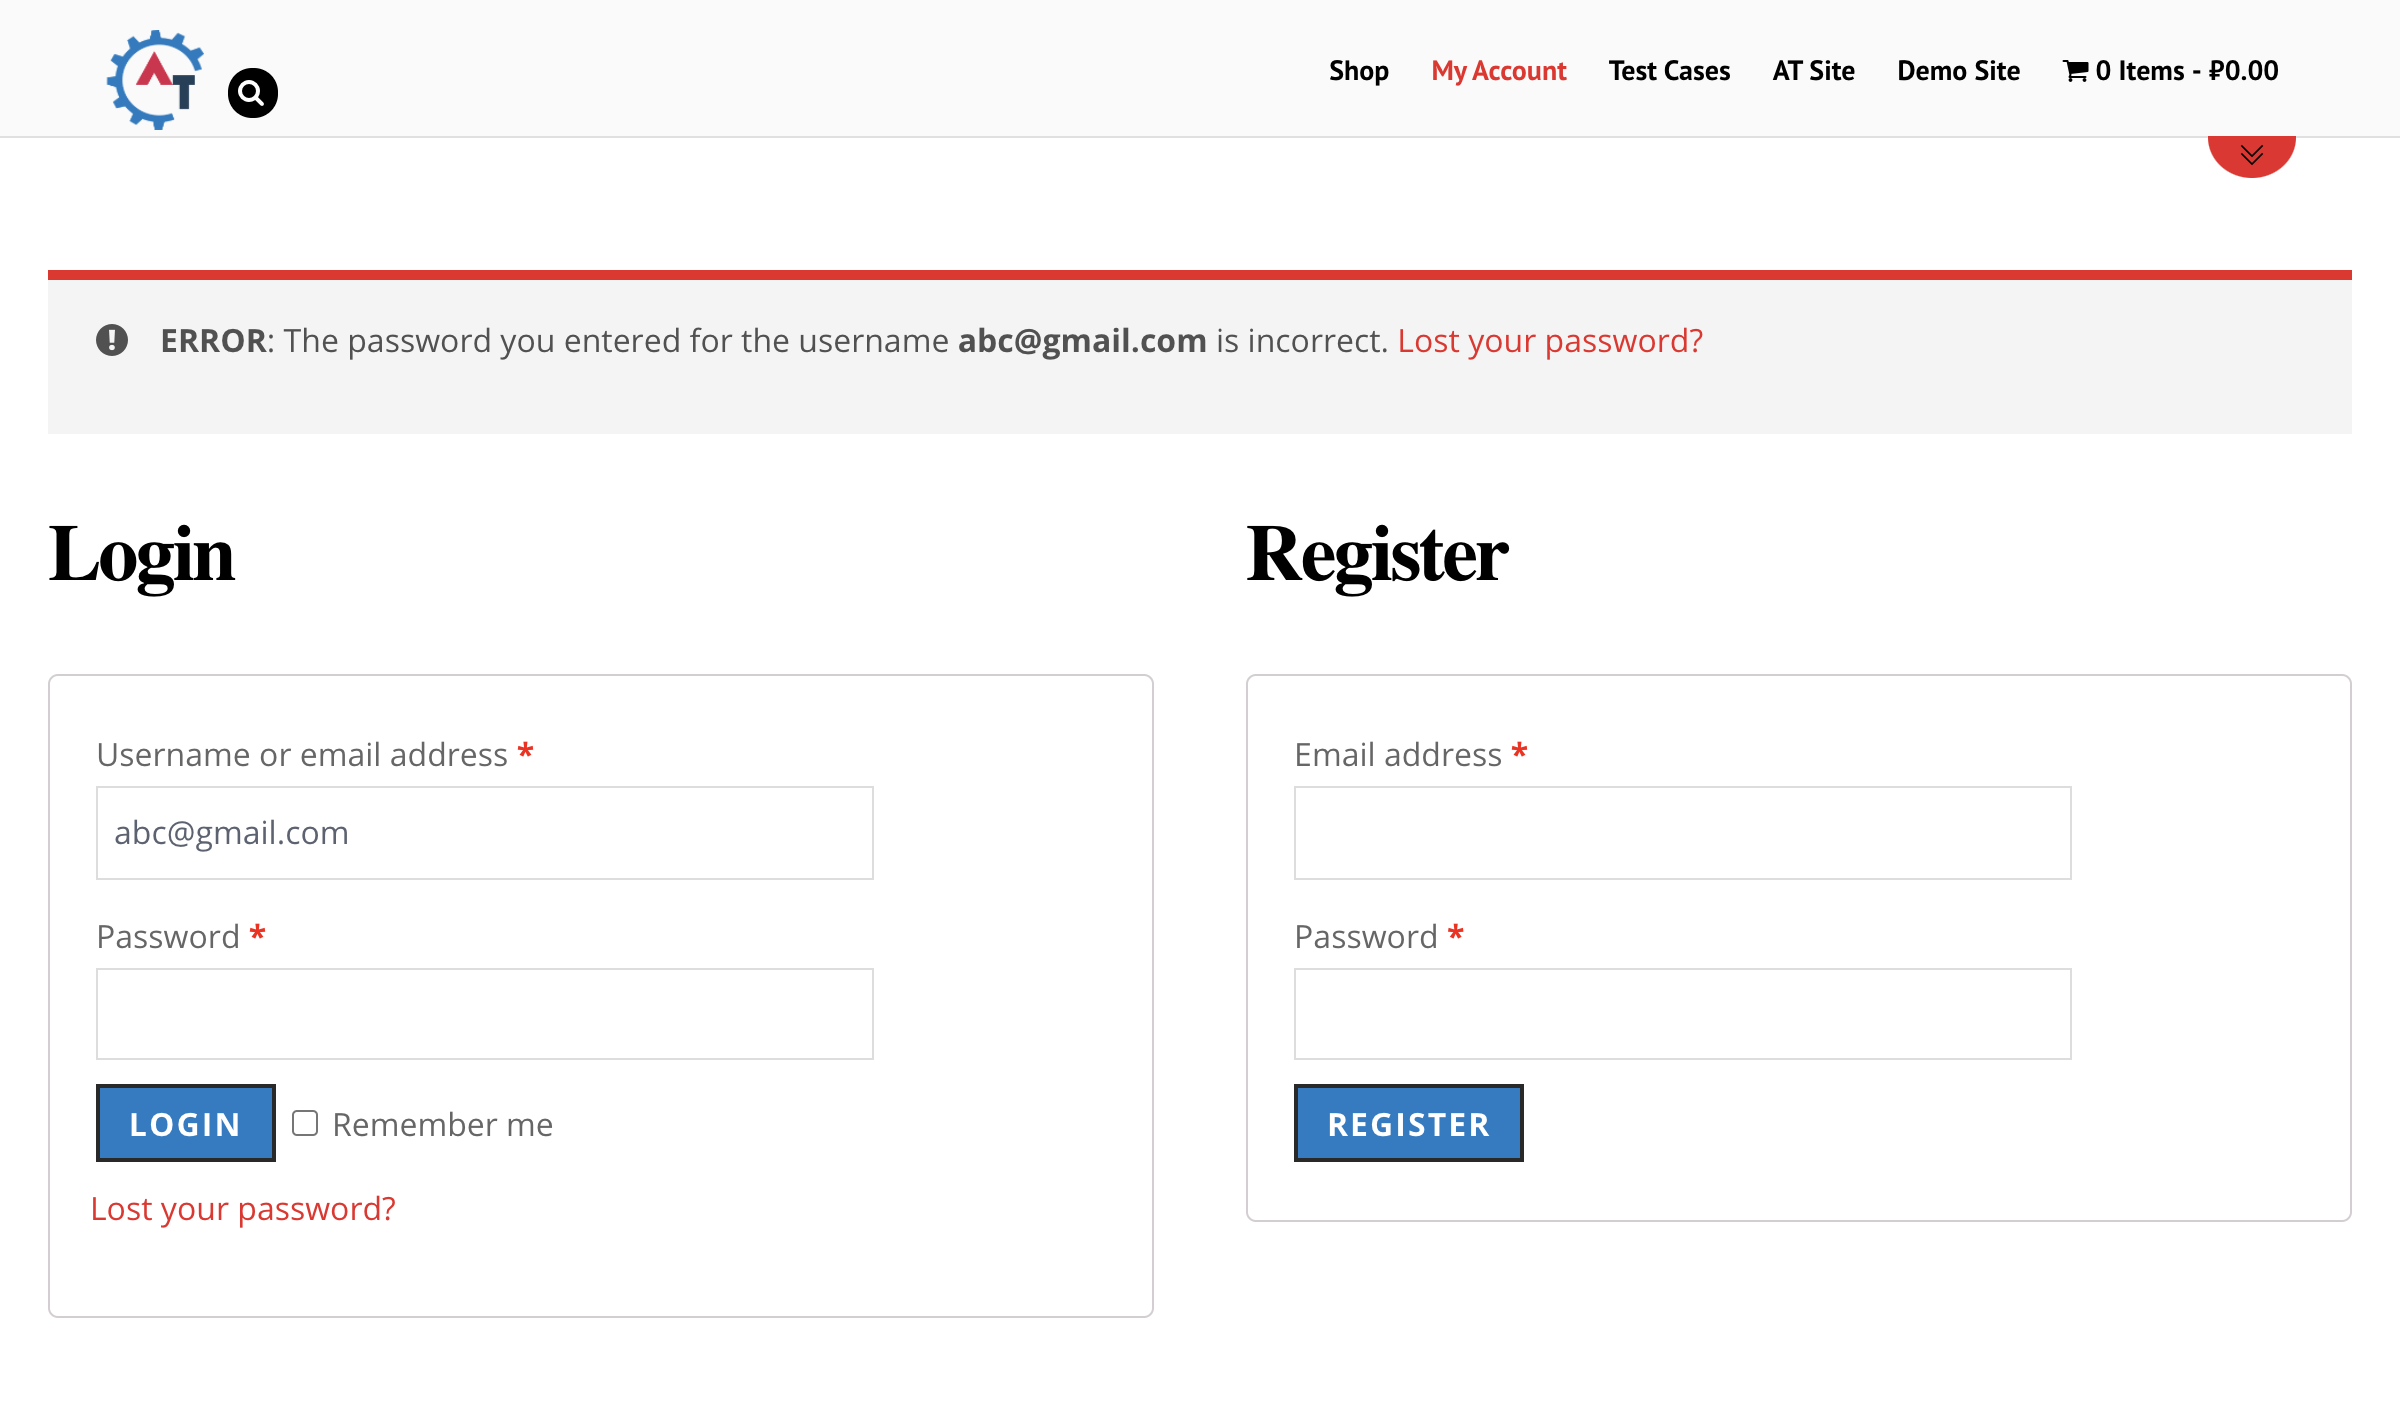 AT
Shop My Account Test Cases AT Site Demo Site 0 Items - ₽0.00
ERROR: The password you entered for the username abc@gmail.com is incorrect. Lost your password?
Login
Username or email address *
abc@gmail.com
Password *
LOGIN Remember me
Lost your password?
Register
Email address *
Password *
REGISTER